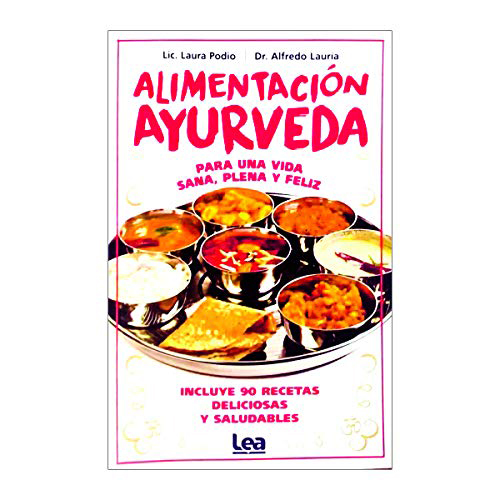 Lic. Laura Podio | Dr. Alfredo Lauria
ALIMENTACIÓN
AYURVEDA
PARA UNA VIDA
SANA, PLENA Y FELIZ
INCLUYE 90 RECETAS
DELICIOSAS
Y SALUDABLES
Lea